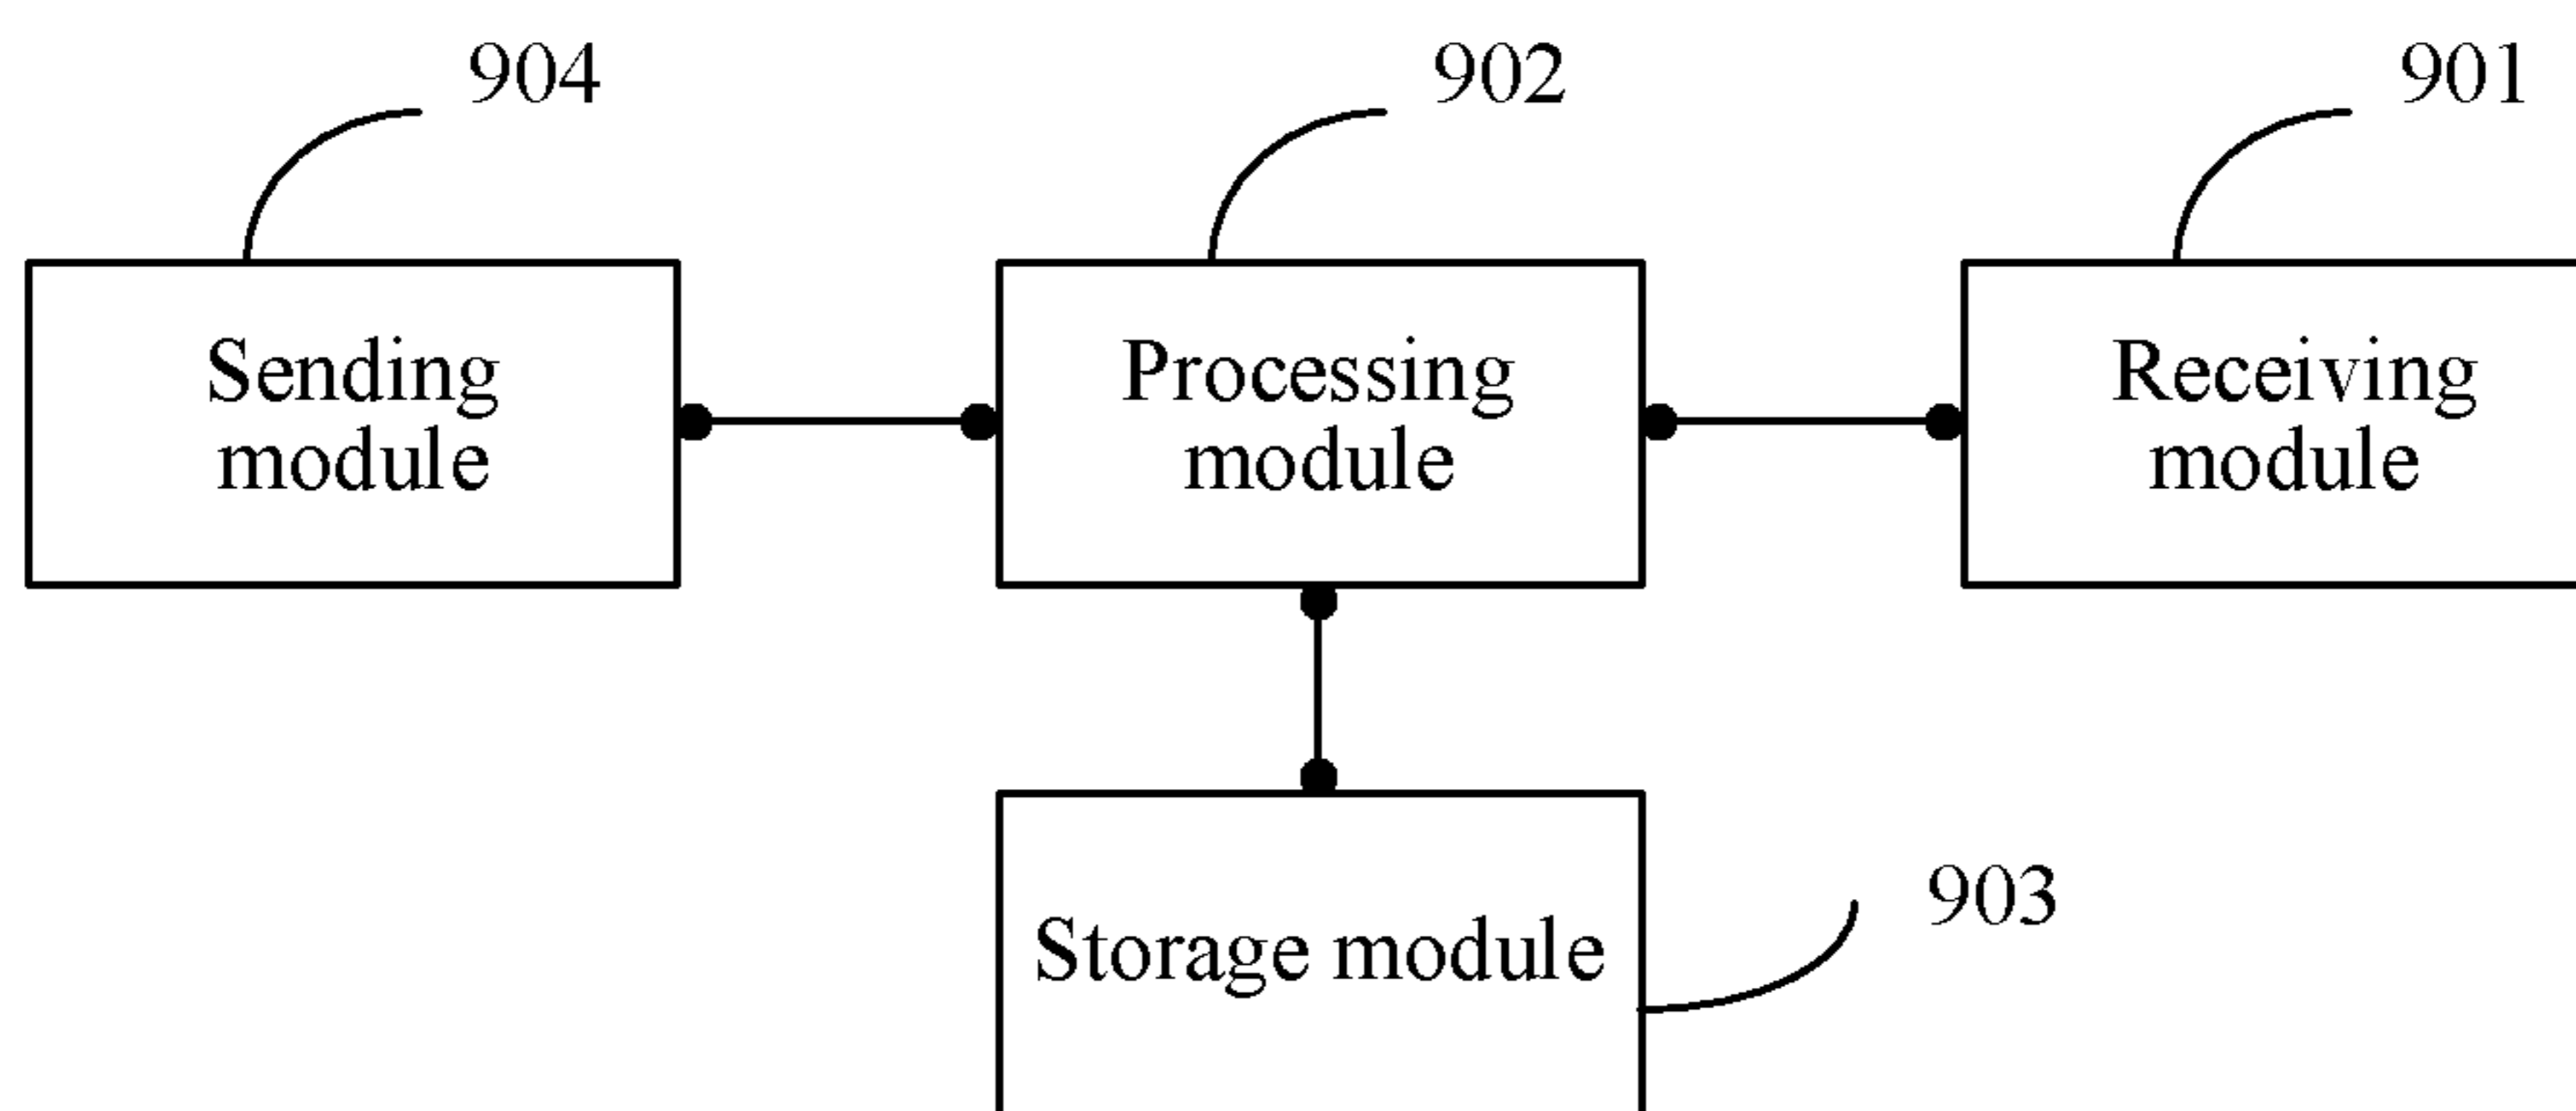 904
902
901
Sending
module
Processing
module
Receiving
module
903
Storage module